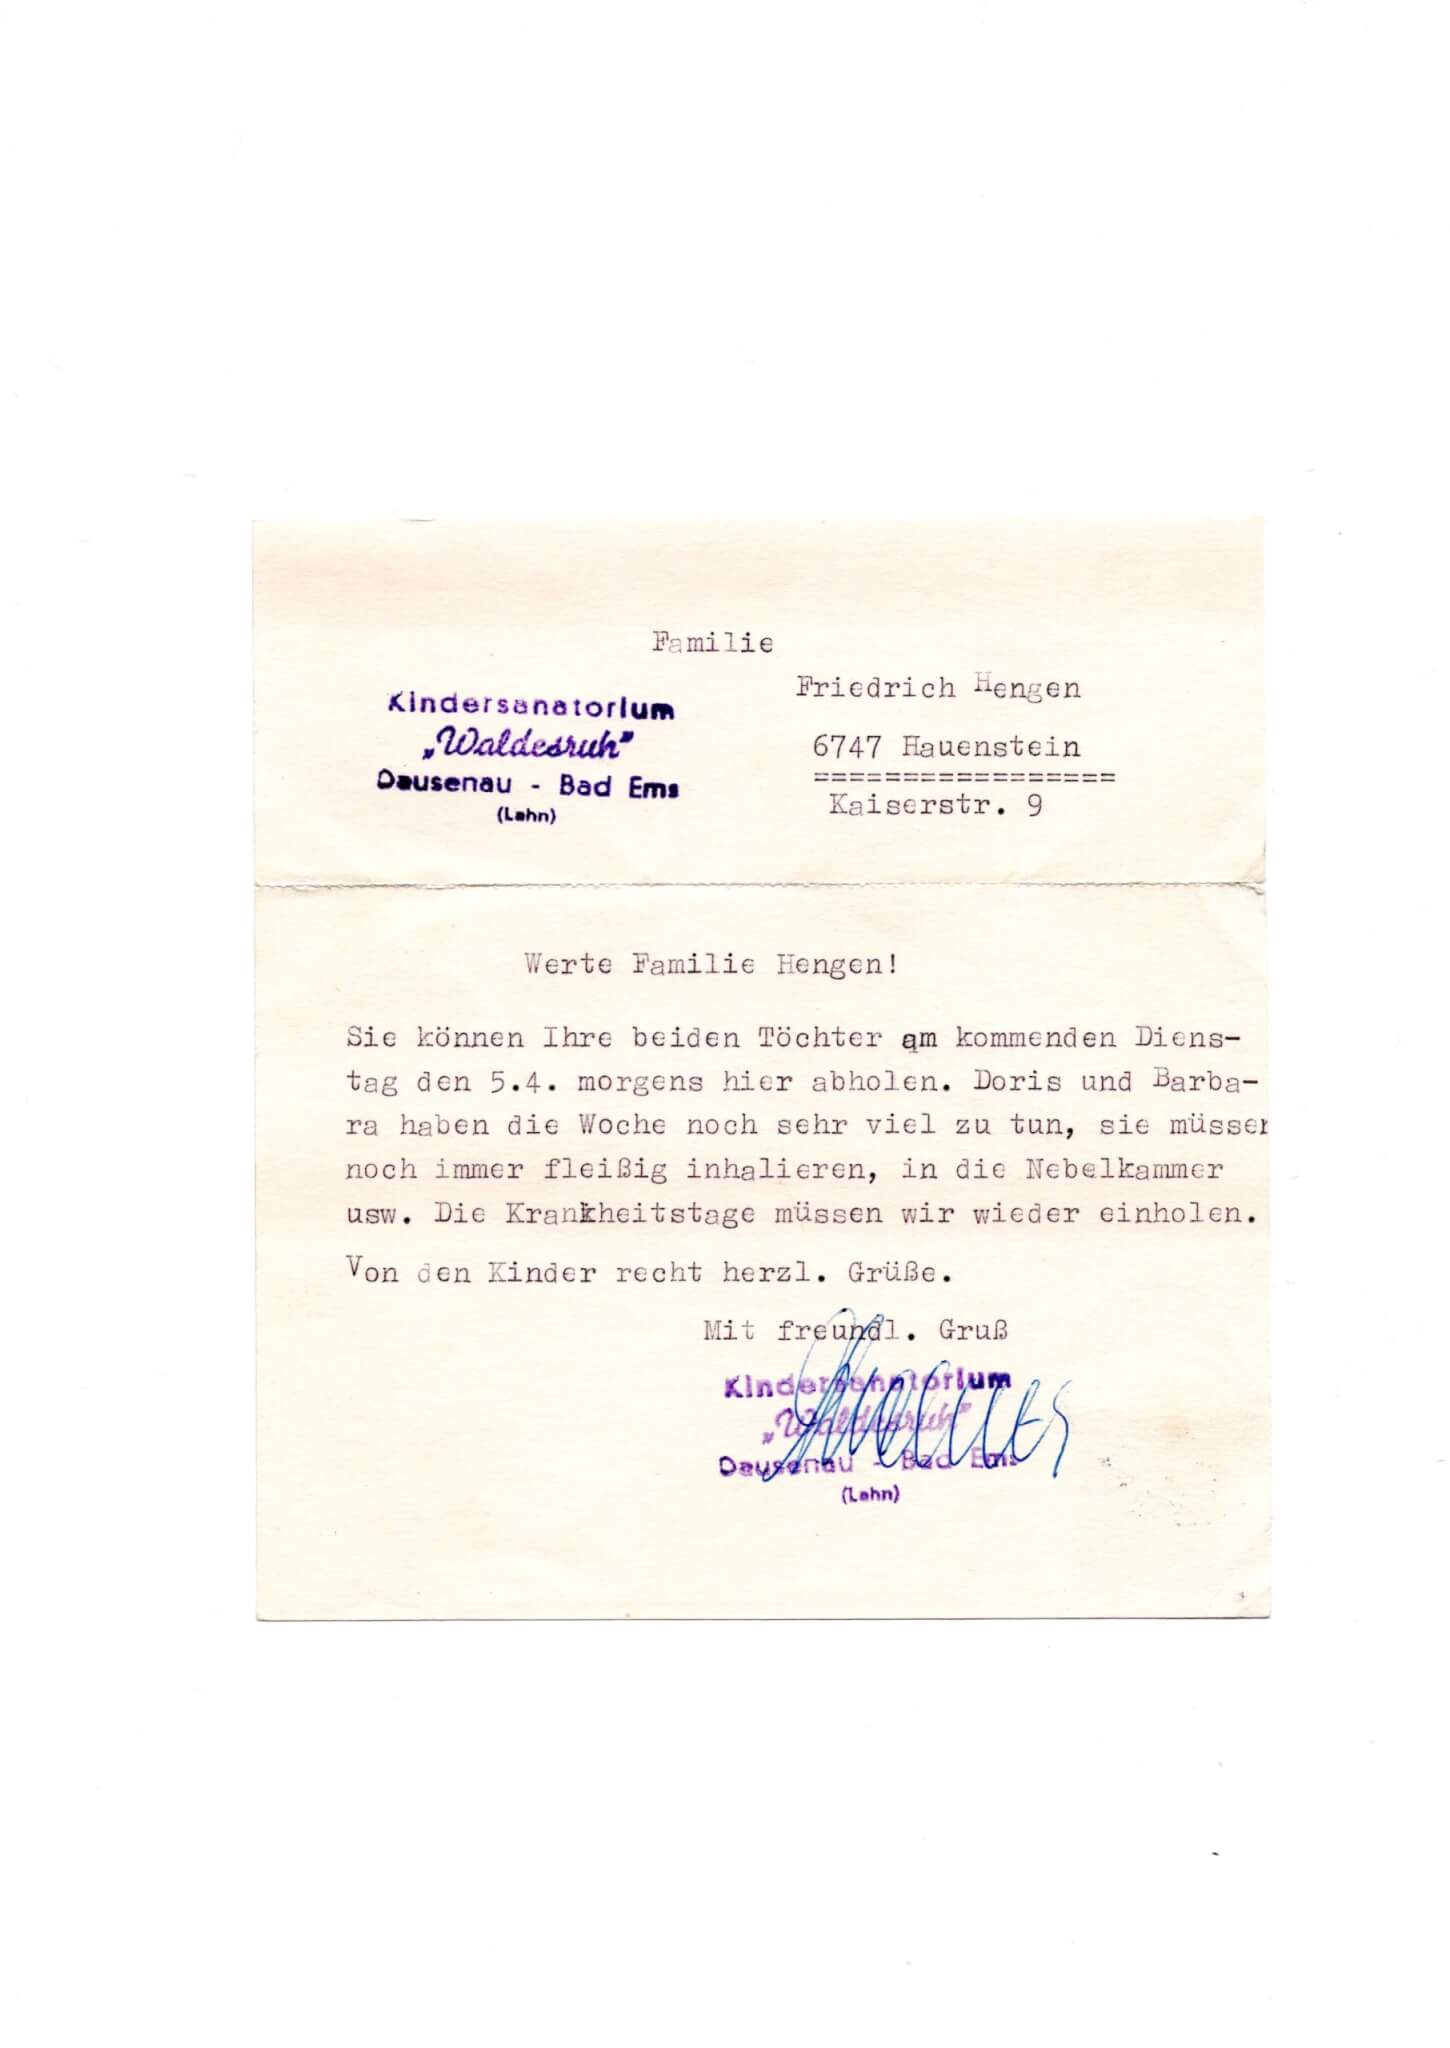 Familie
Friedrich Hengen
Kindersanatorium
„Waldesruh"
Dausenau - Bad Ems
(Lahn)
6747 Hauenstein
=================
Kaiserstr. 9
Werte Familie Hengen!
Sie können Ihre beiden Töchter am kommenden Diens-
tag den 5.4. morgens hier abholen. Doris und Barba-
ra haben die Woche noch sehr viel zu tun, sie müssen
noch immer fleißig inhalieren, in die Nebelkammer
usw. Die Krankheitstage müssen wir wieder einholen.
Von den Kinder recht herzl. Grüße.
Mit freundl. Gruß
Kindersanatorium
„Waldesruh"
Dausenau - Bad Ems
(Lahn)